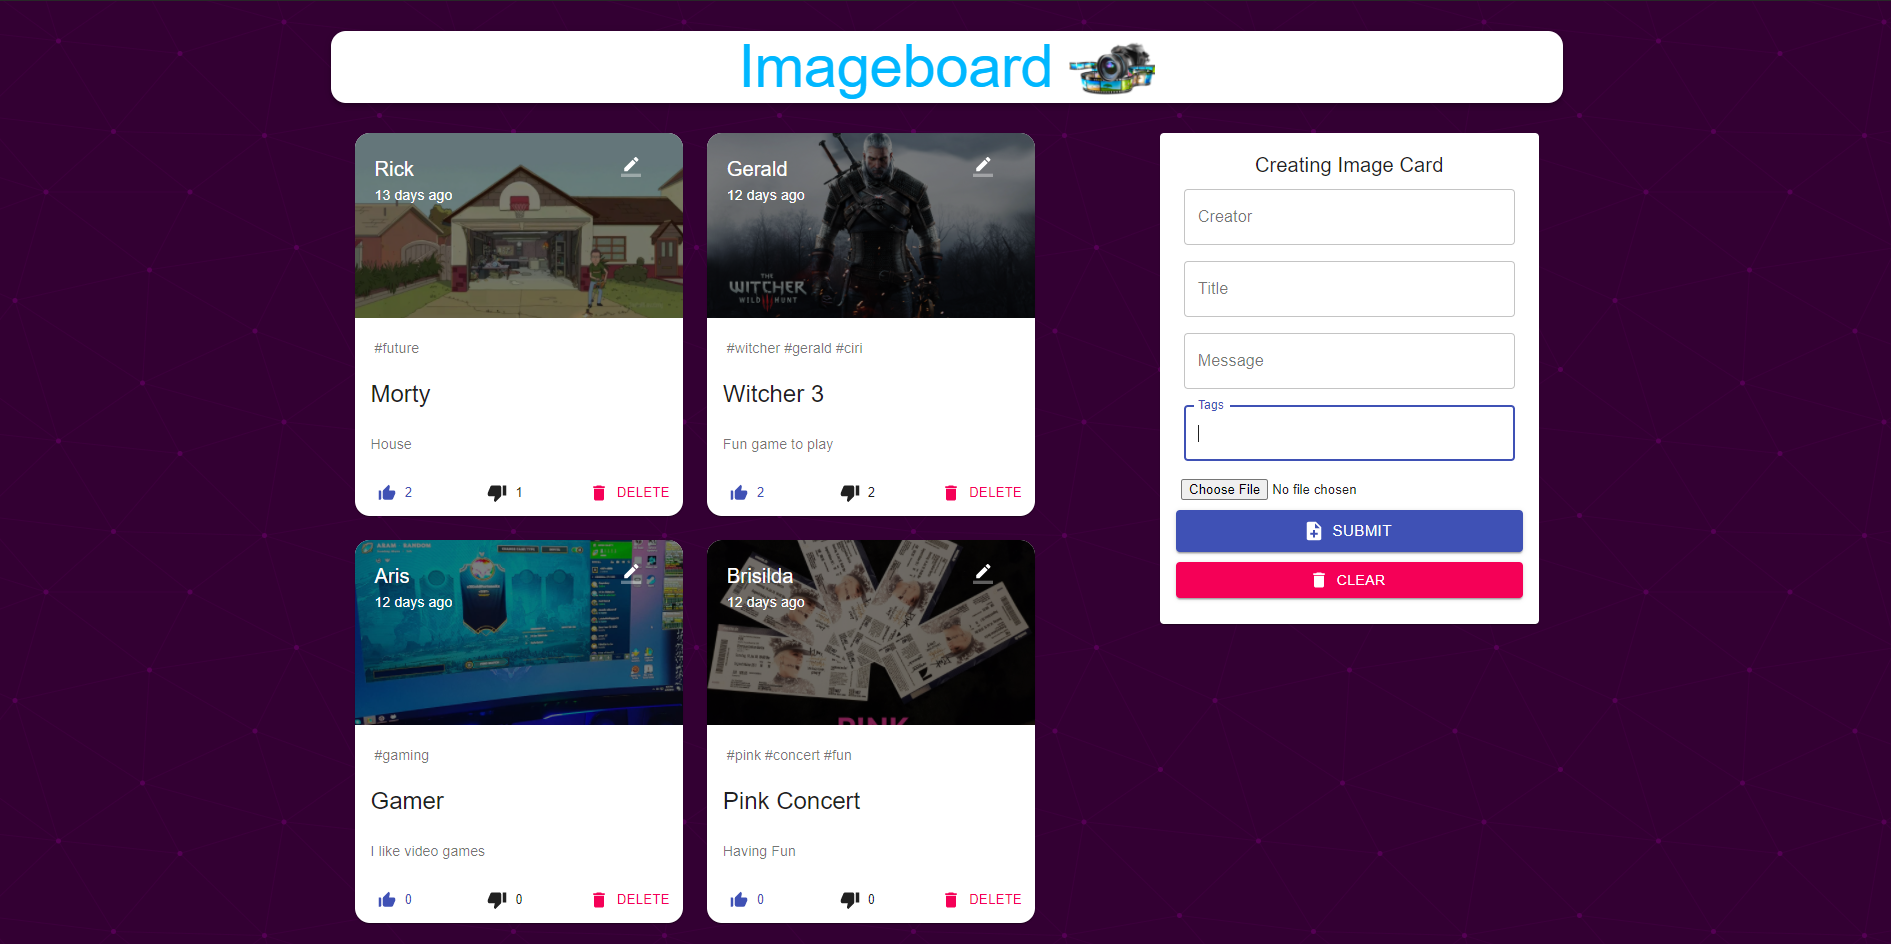 Imageboard
Rick
13 days ago
#future
Morty
House
2
1
DELETE
Gerald
12 days ago
THE
WITCHER
WILD HUNT
#witcher #gerald #ciri
Witcher 3
Fun game to play
2
2
DELETE
Aris
12 days ago
#gaming
Gamer
I like video games
0
0
DELETE
Brisilda
12 days ago
PINK
#pink #concert #fun
Pink Concert
Having Fun
0
0
DELETE
Creating Image Card
Creator
Title
Message
Tags
Choose File No file chosen
SUBMIT
CLEAR